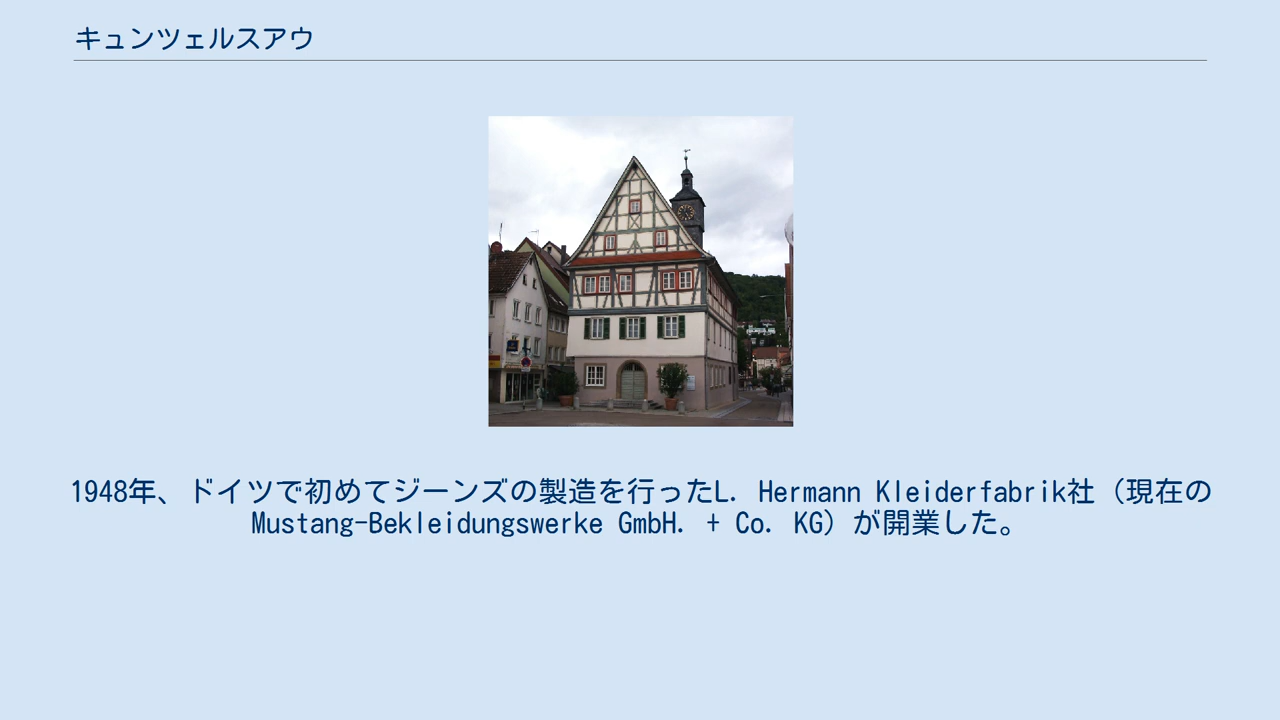 キュンツェルスアウ
1948年、ドイツで初めてジーンズの製造を行ったL. Hermann Kleiderfabrik社（現在の
Mustang-Bekleidungswerke GmbH. + Co. KG）が開業した。